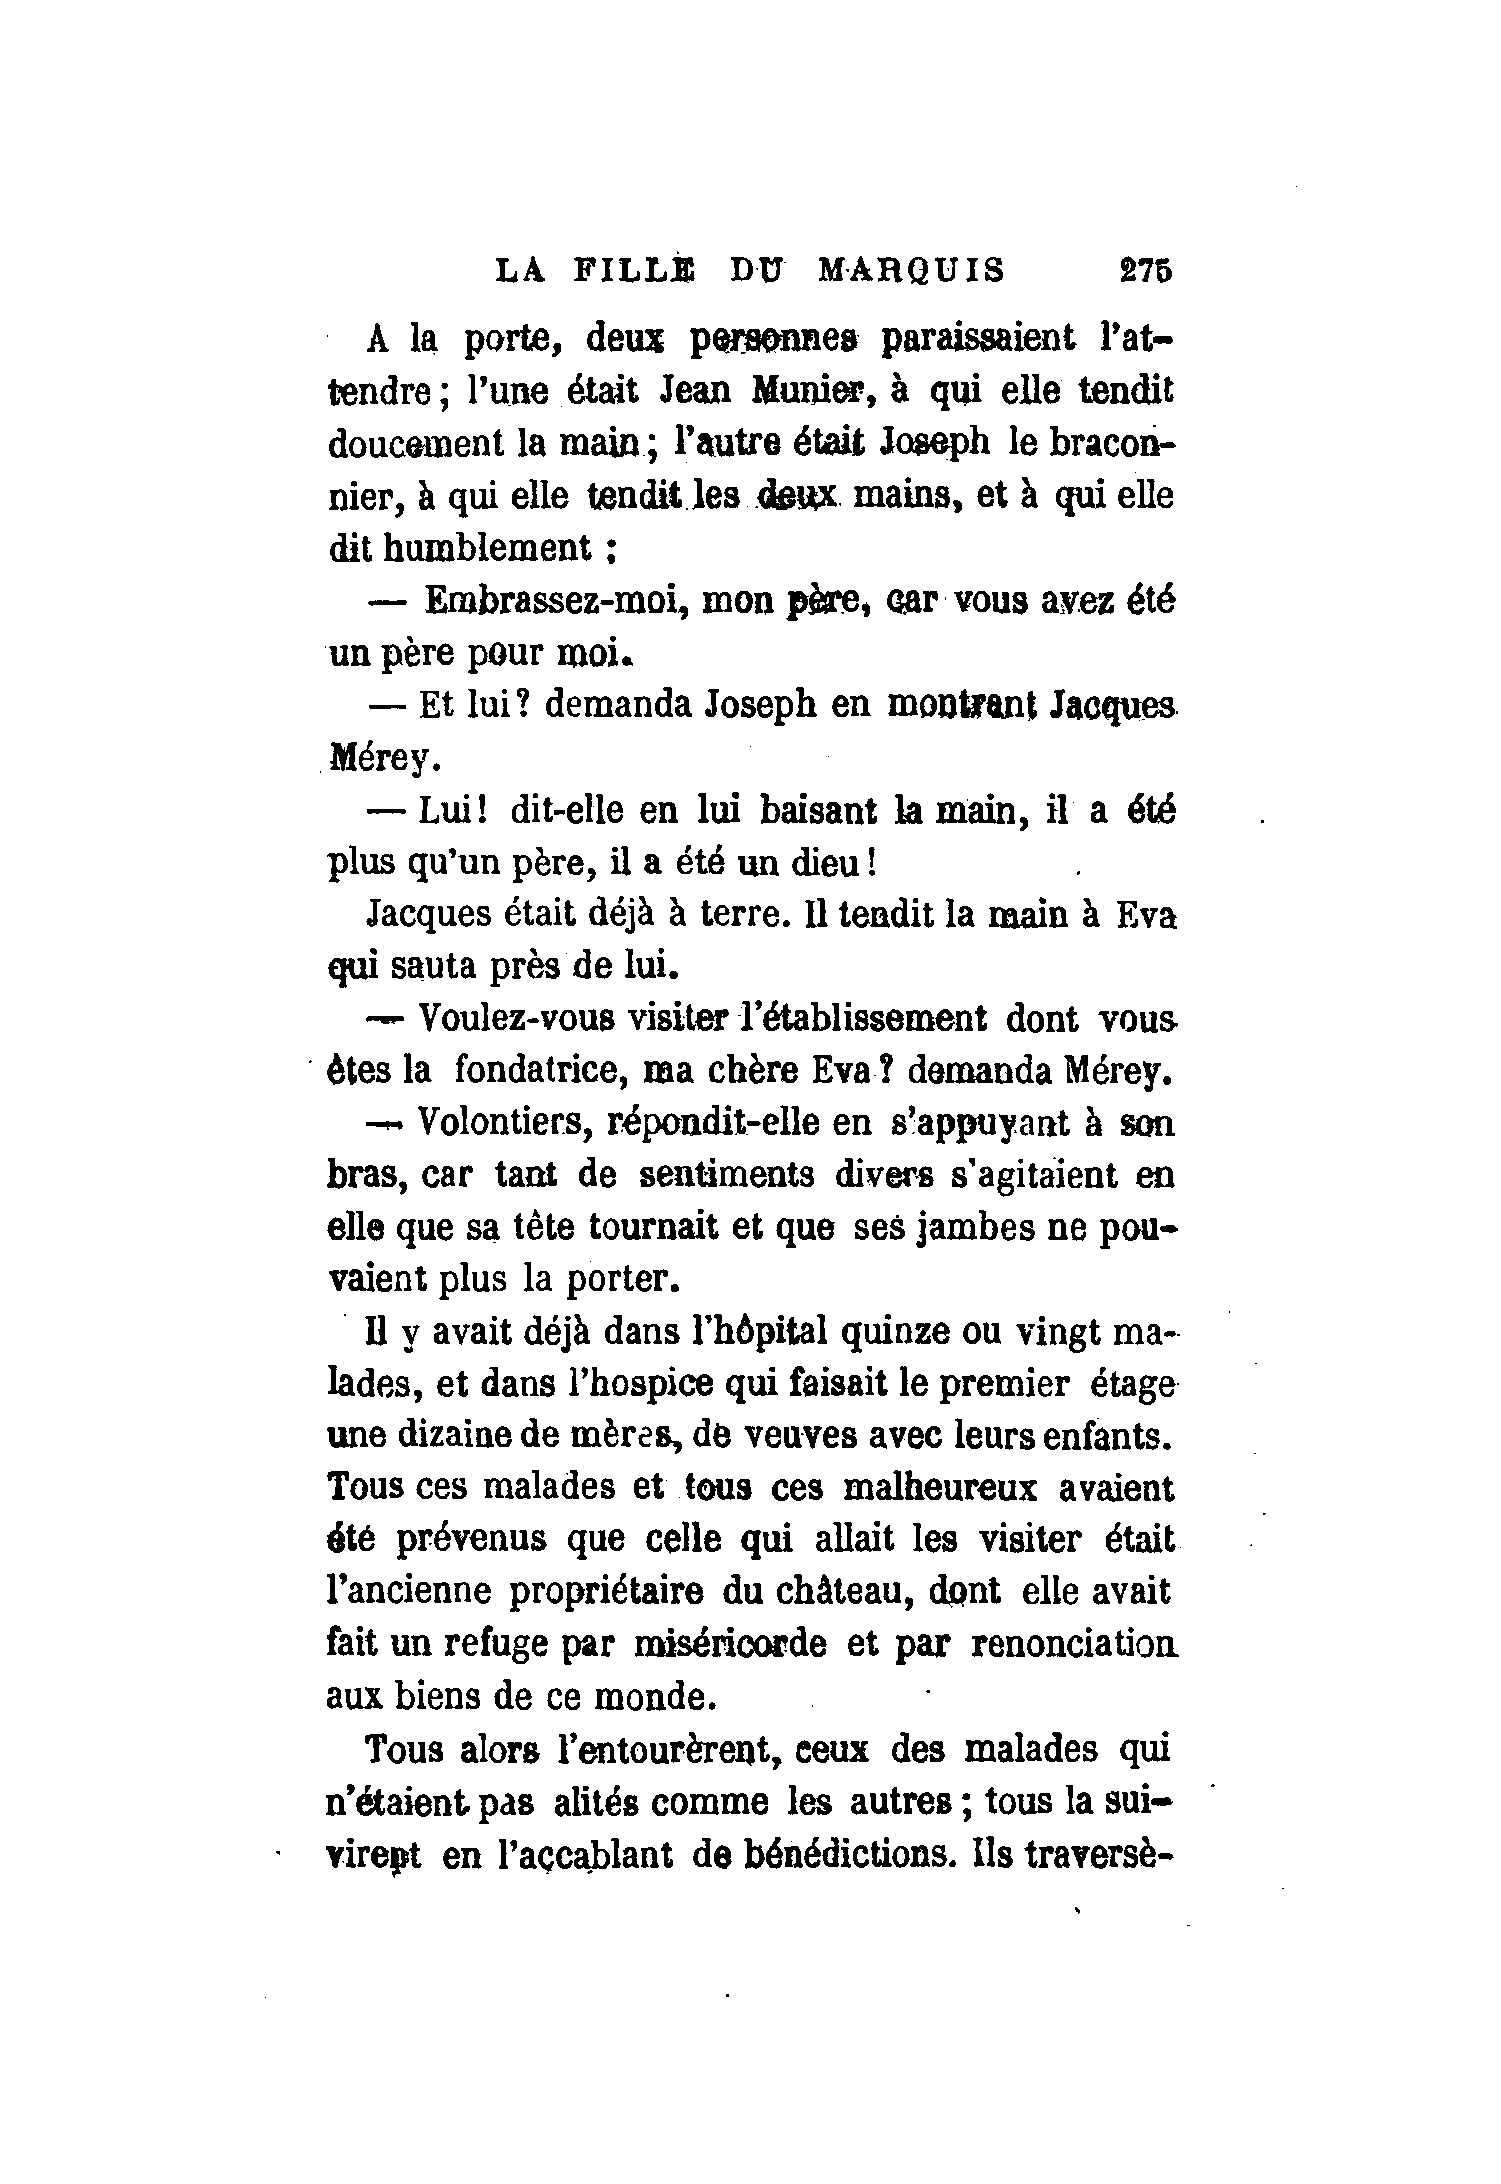 LA FILLE DU MARQUIS 275
A la porte, deux personnes paraissaient l'at-
tendre ; l'une était Jean Munier, à qui elle tendit
doucement la main ; l'autre était Joseph le bracon-
nier, à qui elle tendit les deux mains, et à qui elle
dit humblement :
— Embrassez-moi, mon père, car vous avez été
un père pour moi.
— Et lui? demanda Joseph en montrant Jacques
Mérey.
— Lui! dit-elle en lui baisant la main, il a été
plus qu'un père, il a été un dieu !
Jacques était déjà à terre. Il tendit la main à Eva
qui sauta près de lui.
— Voulez-vous visiter l'établissement dont vous
êtes la fondatrice, ma chère Eva ? demanda Mérey.
— Volontiers, répondit-elle en s'appuyant à son
bras, car tant de sentiments divers s'agitaient en
elle que sa tête tournait et que ses jambes ne pou-
vaient plus la porter.
Il y avait déjà dans l'hôpital quinze ou vingt ma-
lades, et dans l'hospice qui faisait le premier étage
une dizaine de mères, de veuves avec leurs enfants.
Tous ces malades et tous ces malheureux avaient
été prévenus que celle qui allait les visiter était
l'ancienne propriétaire du château, dont elle avait
fait un refuge par miséricorde et par renonciation
aux biens de ce monde.
Tous alors l'entourèrent, ceux des malades qui
n'étaient pas alités comme les autres ; tous la sui-
virent en l'accablant de bénédictions. Ils traversè-